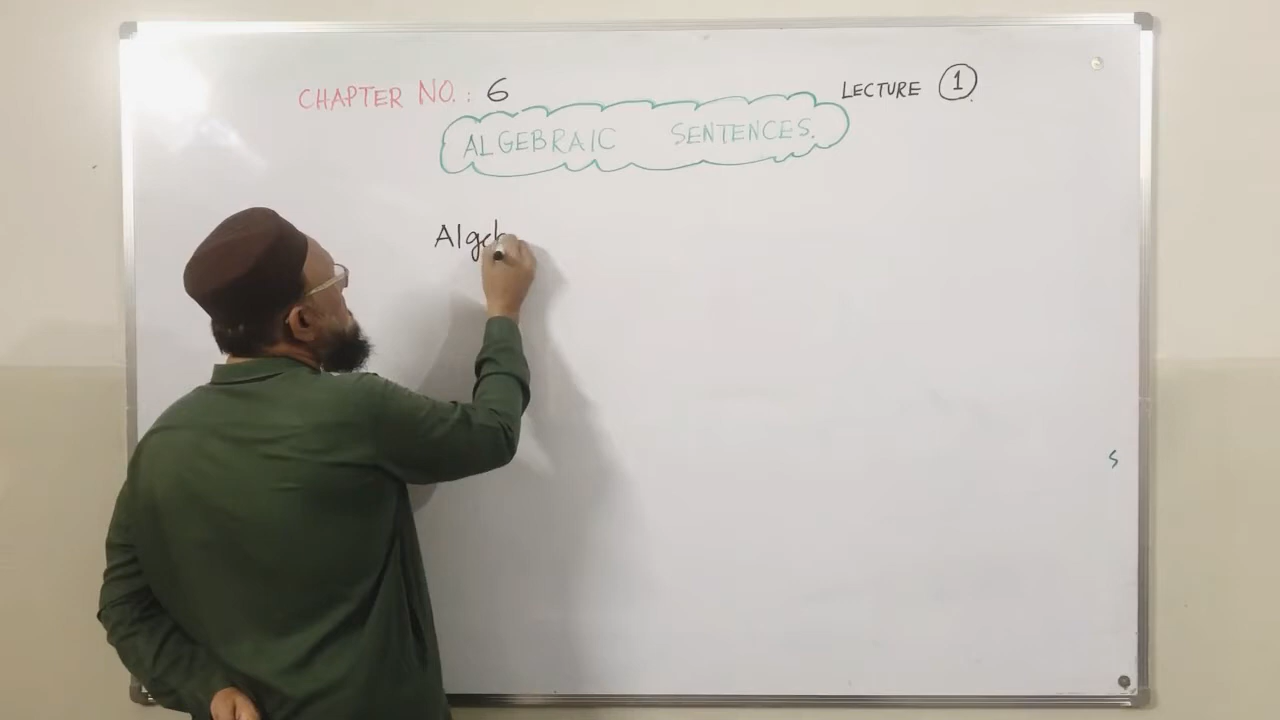 CHAPTER NO.: 6
LECTURE 1
ALGEBRAIC SENTENCES.
Algeb
S